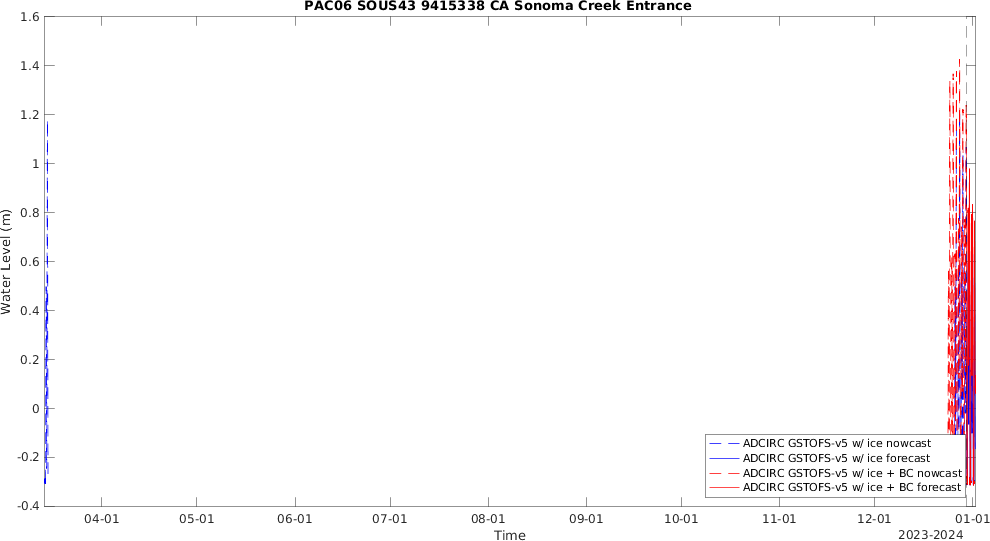 PAC06 SOUS43 9415338 CA Sonoma Creek Entrance
1.6
1.4
1.2
1
0.8
0.6
0.4
0.2
0
-0.2
-0.4
Water Level (m)
04-01 05-01 06-01 07-01 08-01 09-01 10-01 11-01 12-01 01-01
Time
2023-2024
ADCIRC GSTOFS-v5 w/ ice nowcast
ADCIRC GSTOFS-v5 w/ ice forecast
ADCIRC GSTOFS-v5 w/ ice + BC nowcast
ADCIRC GSTOFS-v5 w/ ice + BC forecast